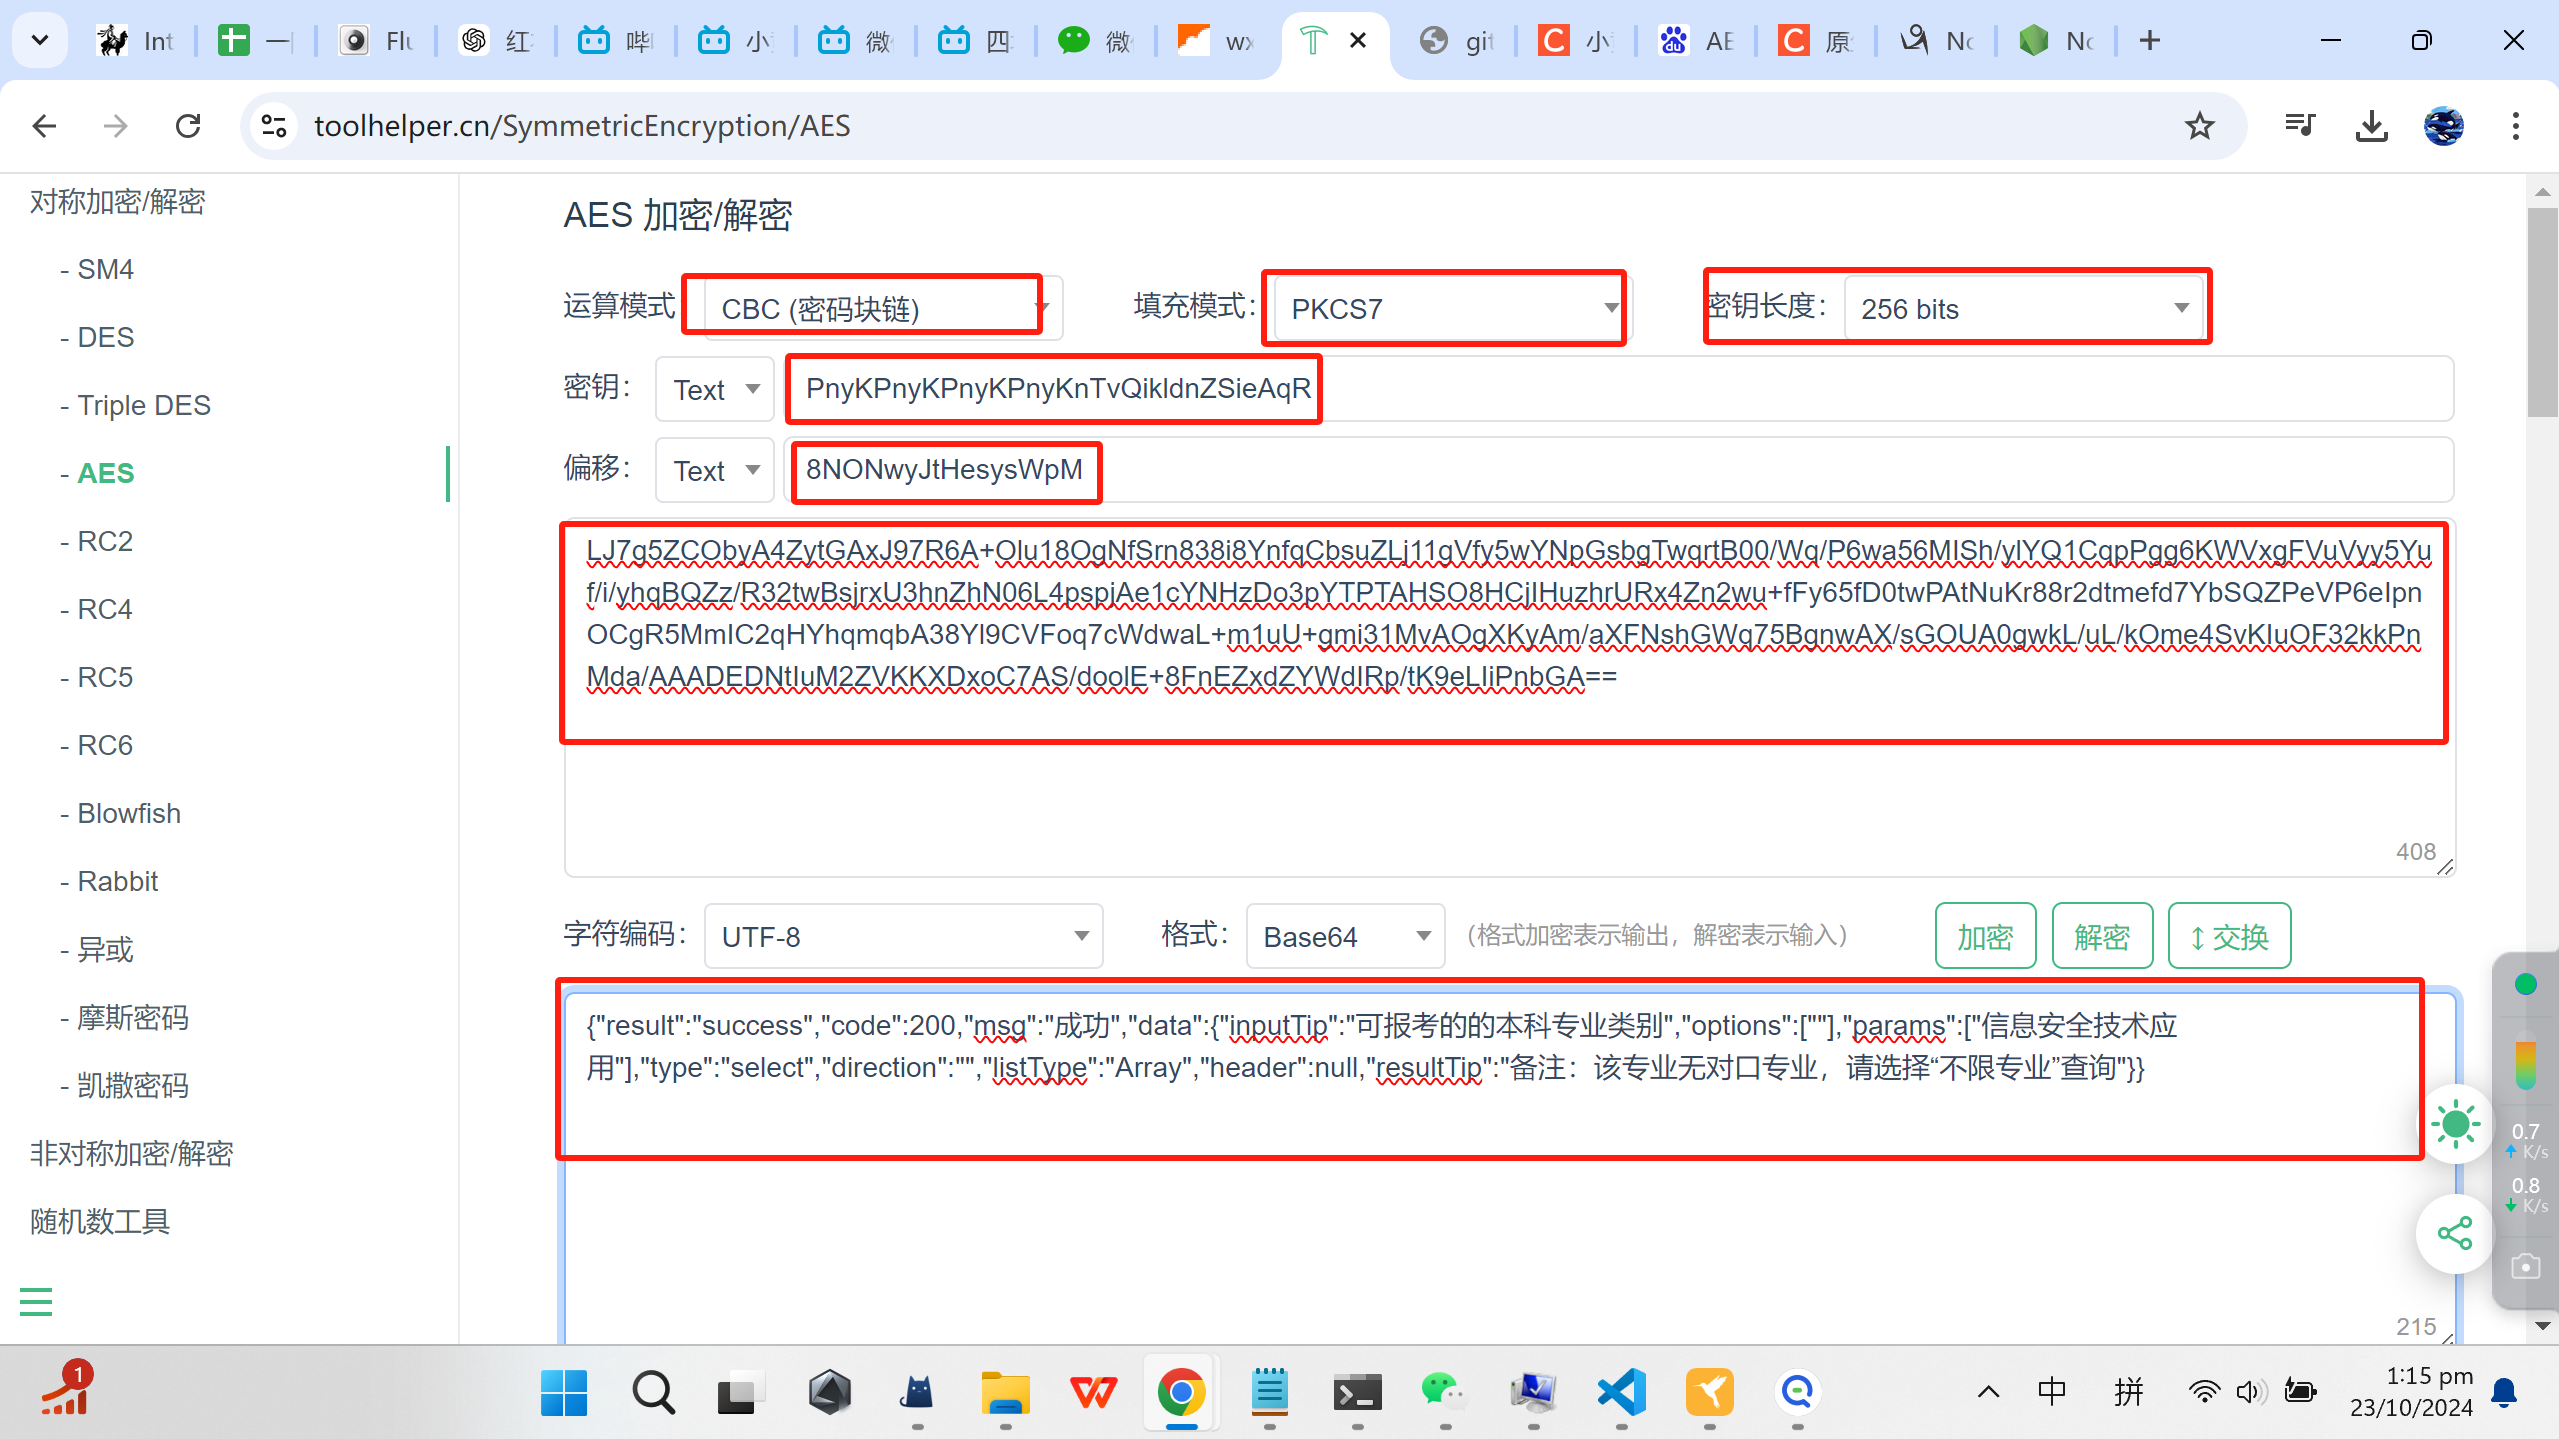 Int
一
Flu
红
哔
小
微
四
微
wx
git
小
AE
原
No
No
toolhelper.cn/SymmetricEncryption/AES
对称加密/解密
- SM4
- DES
- Triple DES
- AES
- RC2
- RC4
- RC5
- RC6
- Blowfish
- Rabbit
- 异或
- 摩斯密码
- 凯撒密码
非对称加密/解密
随机数工具
AES 加密/解密
运算模式 CBC (密码块链) 填充模式： PKCS7 密钥长度： 256 bits
密钥： Text PnyKPnyKPnyKPnyKnTvQikldnZSieAqR
偏移： Text 8NONwyJtHesysWpM
LJ7g5ZCObyA4ZytGAxJ97R6A+Olu18OgNfSrn838i8YnfqCbsuZLj11gVfy5wYNpGsbgTwqrtB00/Wq/P6wa56MISh/ylYQ1CqpPgg6KWVxgFVuVyy5Yu
f/i/yhqBQZz/R32twBsjrxU3hnZhN06L4pspjAe1cYNHzDo3pYTPTAHSO8HCjIHuzhrURx4Zn2wu+fFy65fD0twPAtNuKr88r2dtmefd7YbSQZPeVP6eIpn
OCgR5MmIC2qHYhqmqbA38Yl9CVFoq7cWdwaL+m1uU+gmi31MvAOgXKyAm/aXFNshGWq75BgnwAX/sGOUA0gwkL/uL/kOme4SvKIuOF32kkPn
Mda/AAADEDNtIuM2ZVKKXDxoC7AS/doolE+8FnEZxdZYWdIRp/tK9eLIiPnbGA==
408
字符编码： UTF-8 格式： Base64 （格式加密表示输出，解密表示输入） 加密 解密 ↕交换
{"result":"success","code":200,"msg":"成功","data":{"inputTip":"可报考的的本科专业类别","options":[""],"params":["信息安全技术应
用"],"type":"select","direction":"","listType":"Array","header":null,"resultTip":"备注：该专业无对口专业，请选择“不限专业”查询"}}
215
0.7
K/s
0.8
K/s
1
中
拼
1:15 pm
23/10/2024